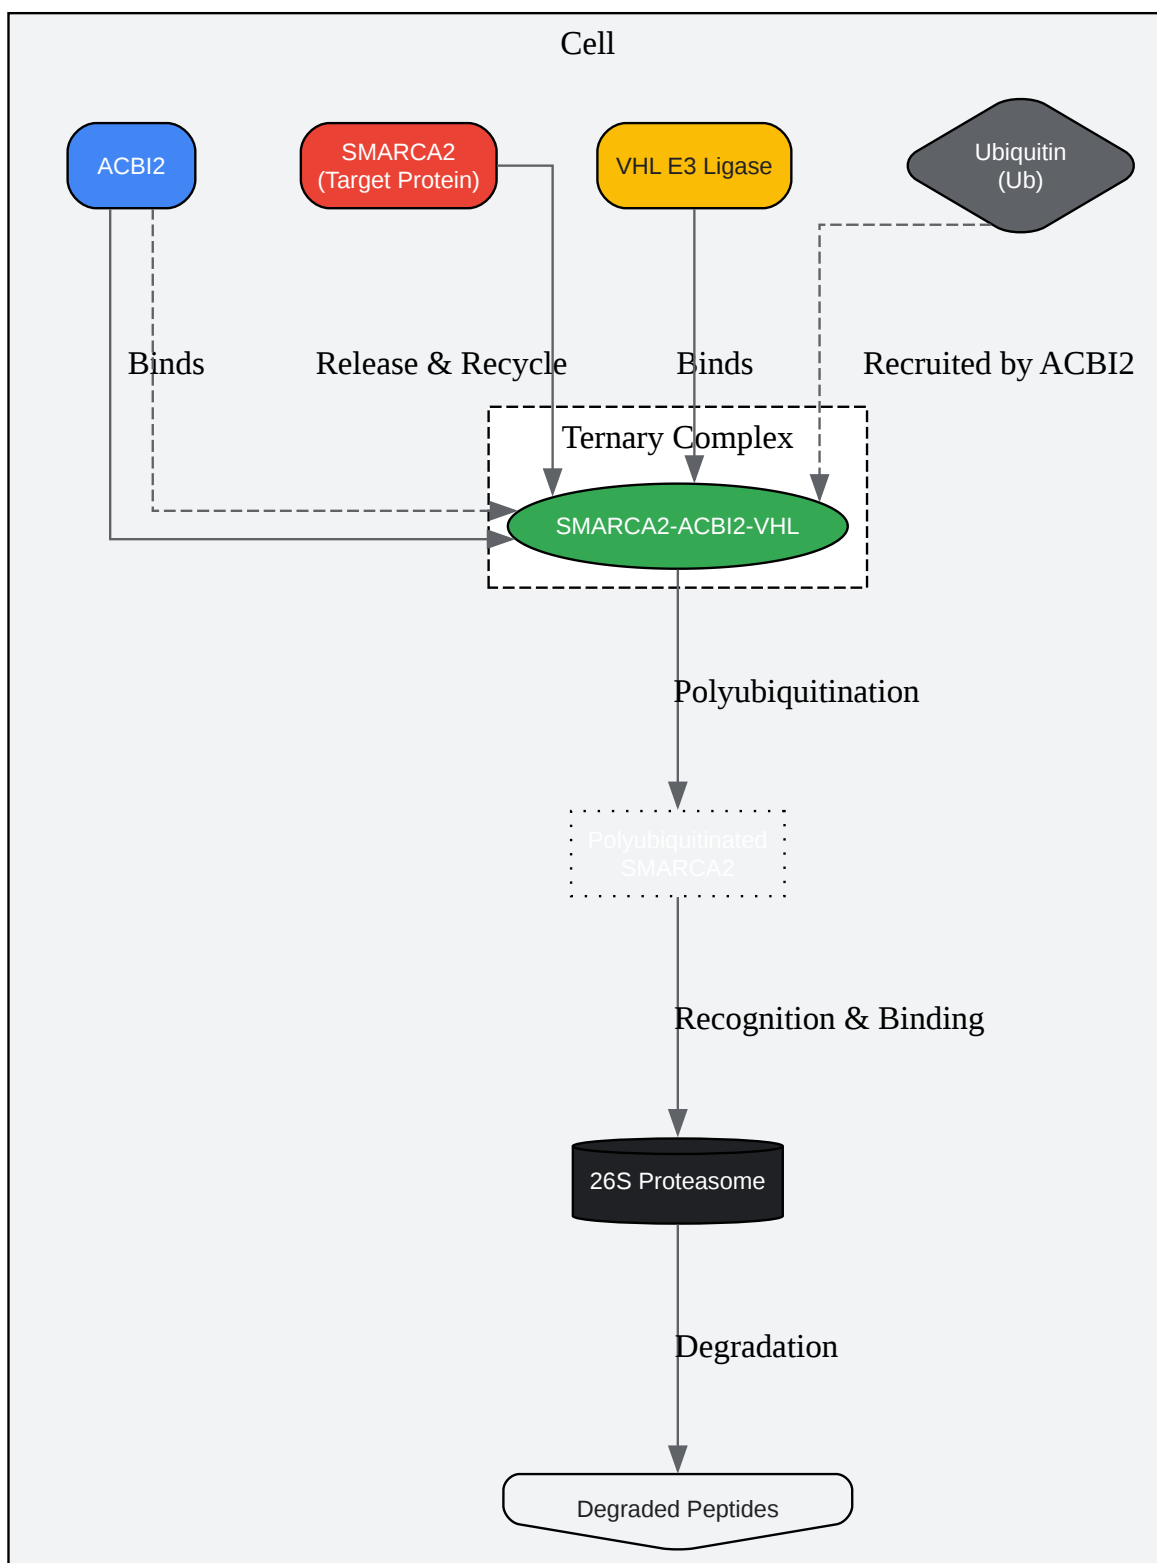 Cell
ACBI2
SMARCA2
(Target Protein)
VHL E3 Ligase
Ubiquitin
(Ub)
Binds
Release & Recycle
Binds
Recruited by ACBI2
Ternary Complex
SMARCA2-ACBI2-VHL
Polyubiquitination
Polyubiquitinated
SMARCA2
Recognition & Binding
26S Proteasome
Degradation
Degraded Peptides